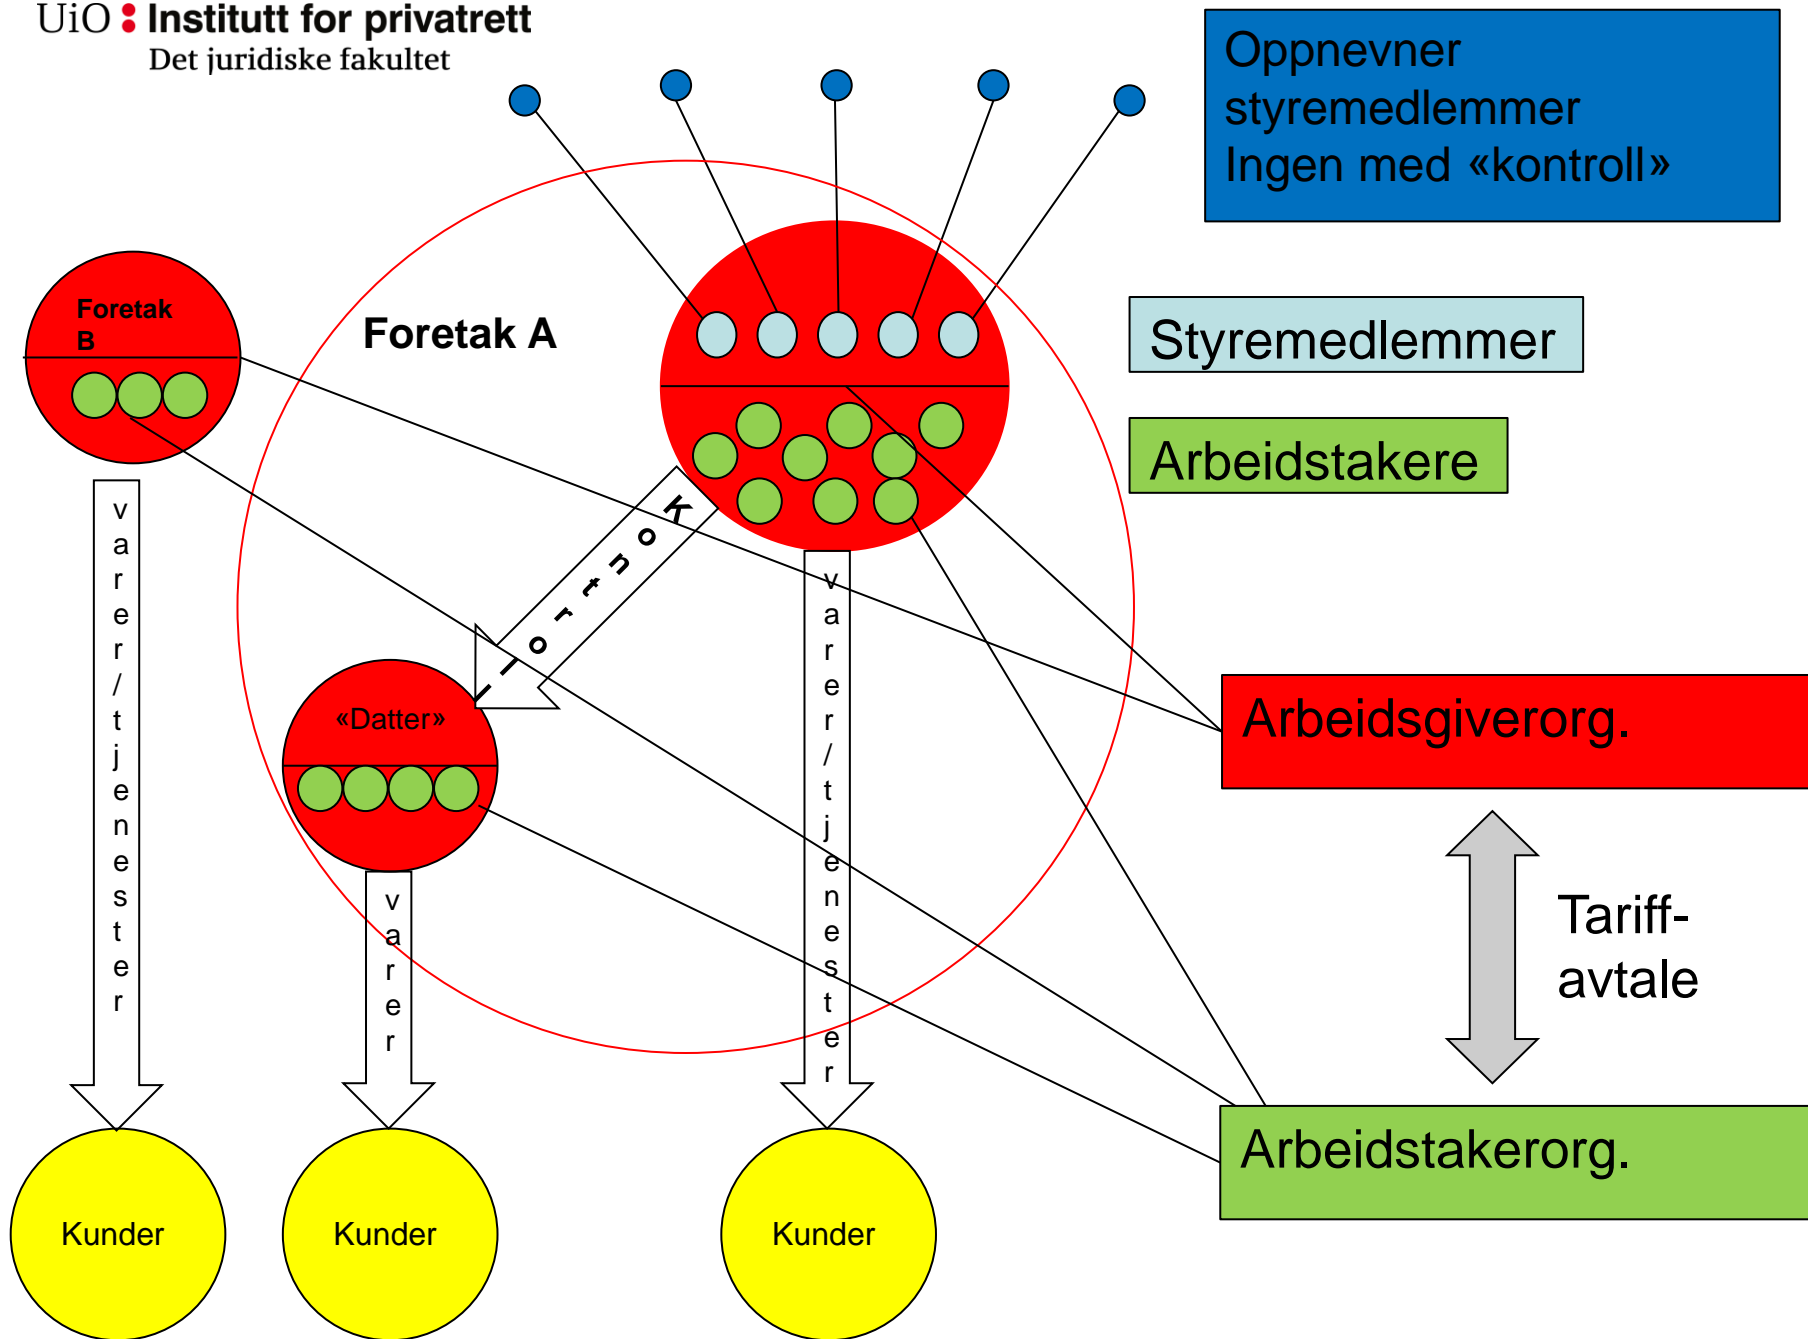 UiO : Institutt for privatrett
Det juridiske fakultet
Oppnevner
styremedlemmer
Ingen med «kontroll»
Foretak
B
Foretak A
Styremedlemmer
Arbeidstakere
varer/tjenester
Kontroll
varer/tjenester
«Datter»
varer
Arbeidsgiverorg.
Tariff-
avtale
Arbeidstakerorg.
Kunder
Kunder
Kunder